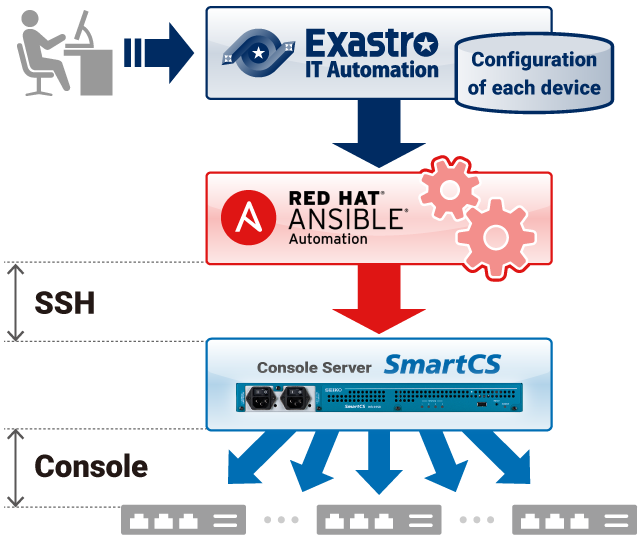 Exastro
IT Automation
Configuration
of each device
RED HAT®
ANSIBLE®
Automation
SSH
Console Server SmartCS
SEIKO
SmartCS
Console